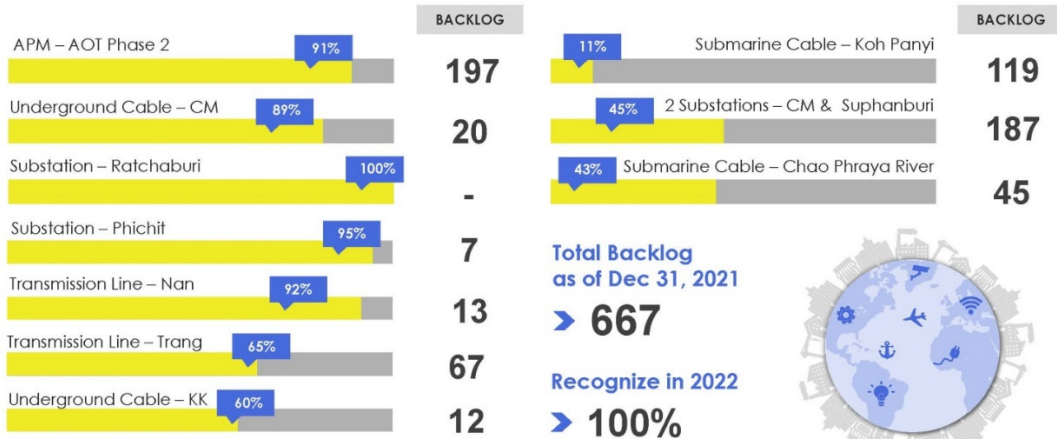 BACKLOG
APM – AOT Phase 2
91%
197
Underground Cable – CM
89%
20
Substation – Ratchaburi
100%
-
Substation – Phichit
95%
7
Transmission Line – Nan
92%
13
Transmission Line – Trang
65%
67
Underground Cable – KK
60%
12
BACKLOG
Submarine Cable – Koh Panyi
11%
119
2 Substations – CM & Suphanburi
45%
187
Submarine Cable – Chao Phraya River
43%
45
Total Backlog
as of Dec 31, 2021
667
Recognize in 2022
100%